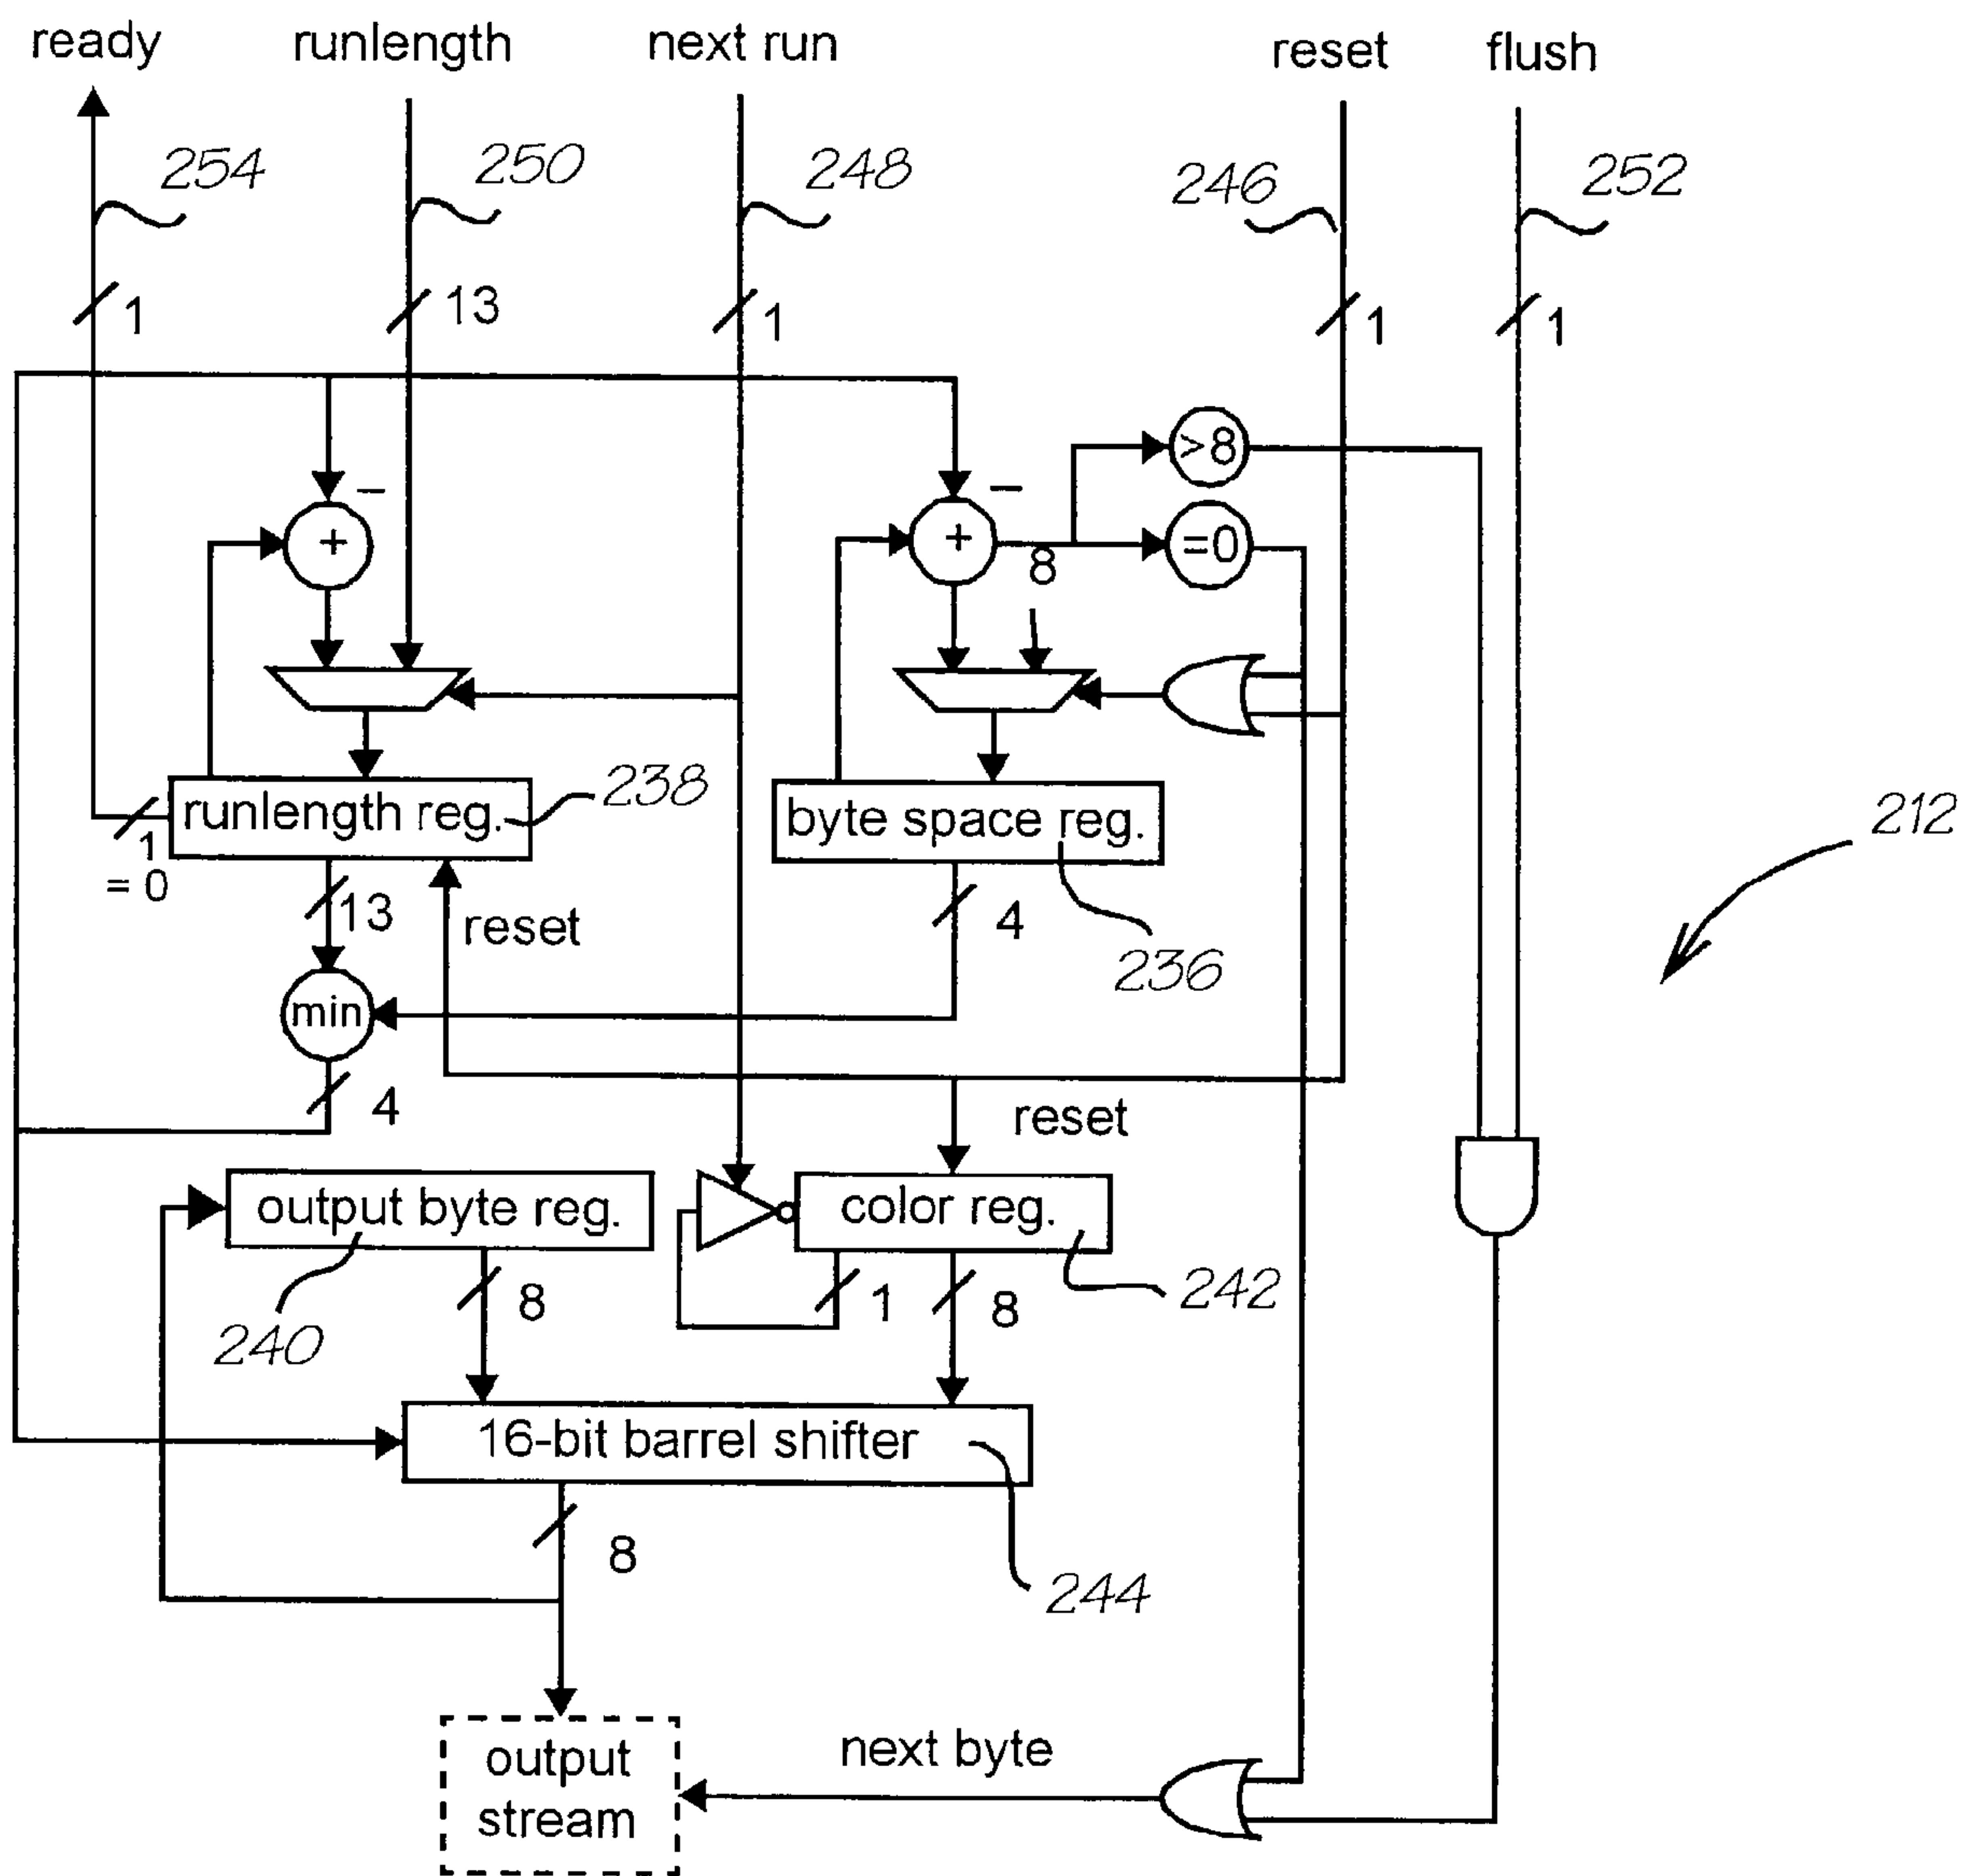 ready runlength next run reset flush
254 250 248 246 252
1 13 1 1 1
>8
− −
+ + =0
8
runlength reg. 238 byte space reg. 212
1
= 0
13 reset 4
236
min
4 reset
output byte reg. color reg.
8 1 8 242
240
16-bit barrel shifter
8
244
output
stream
next byte